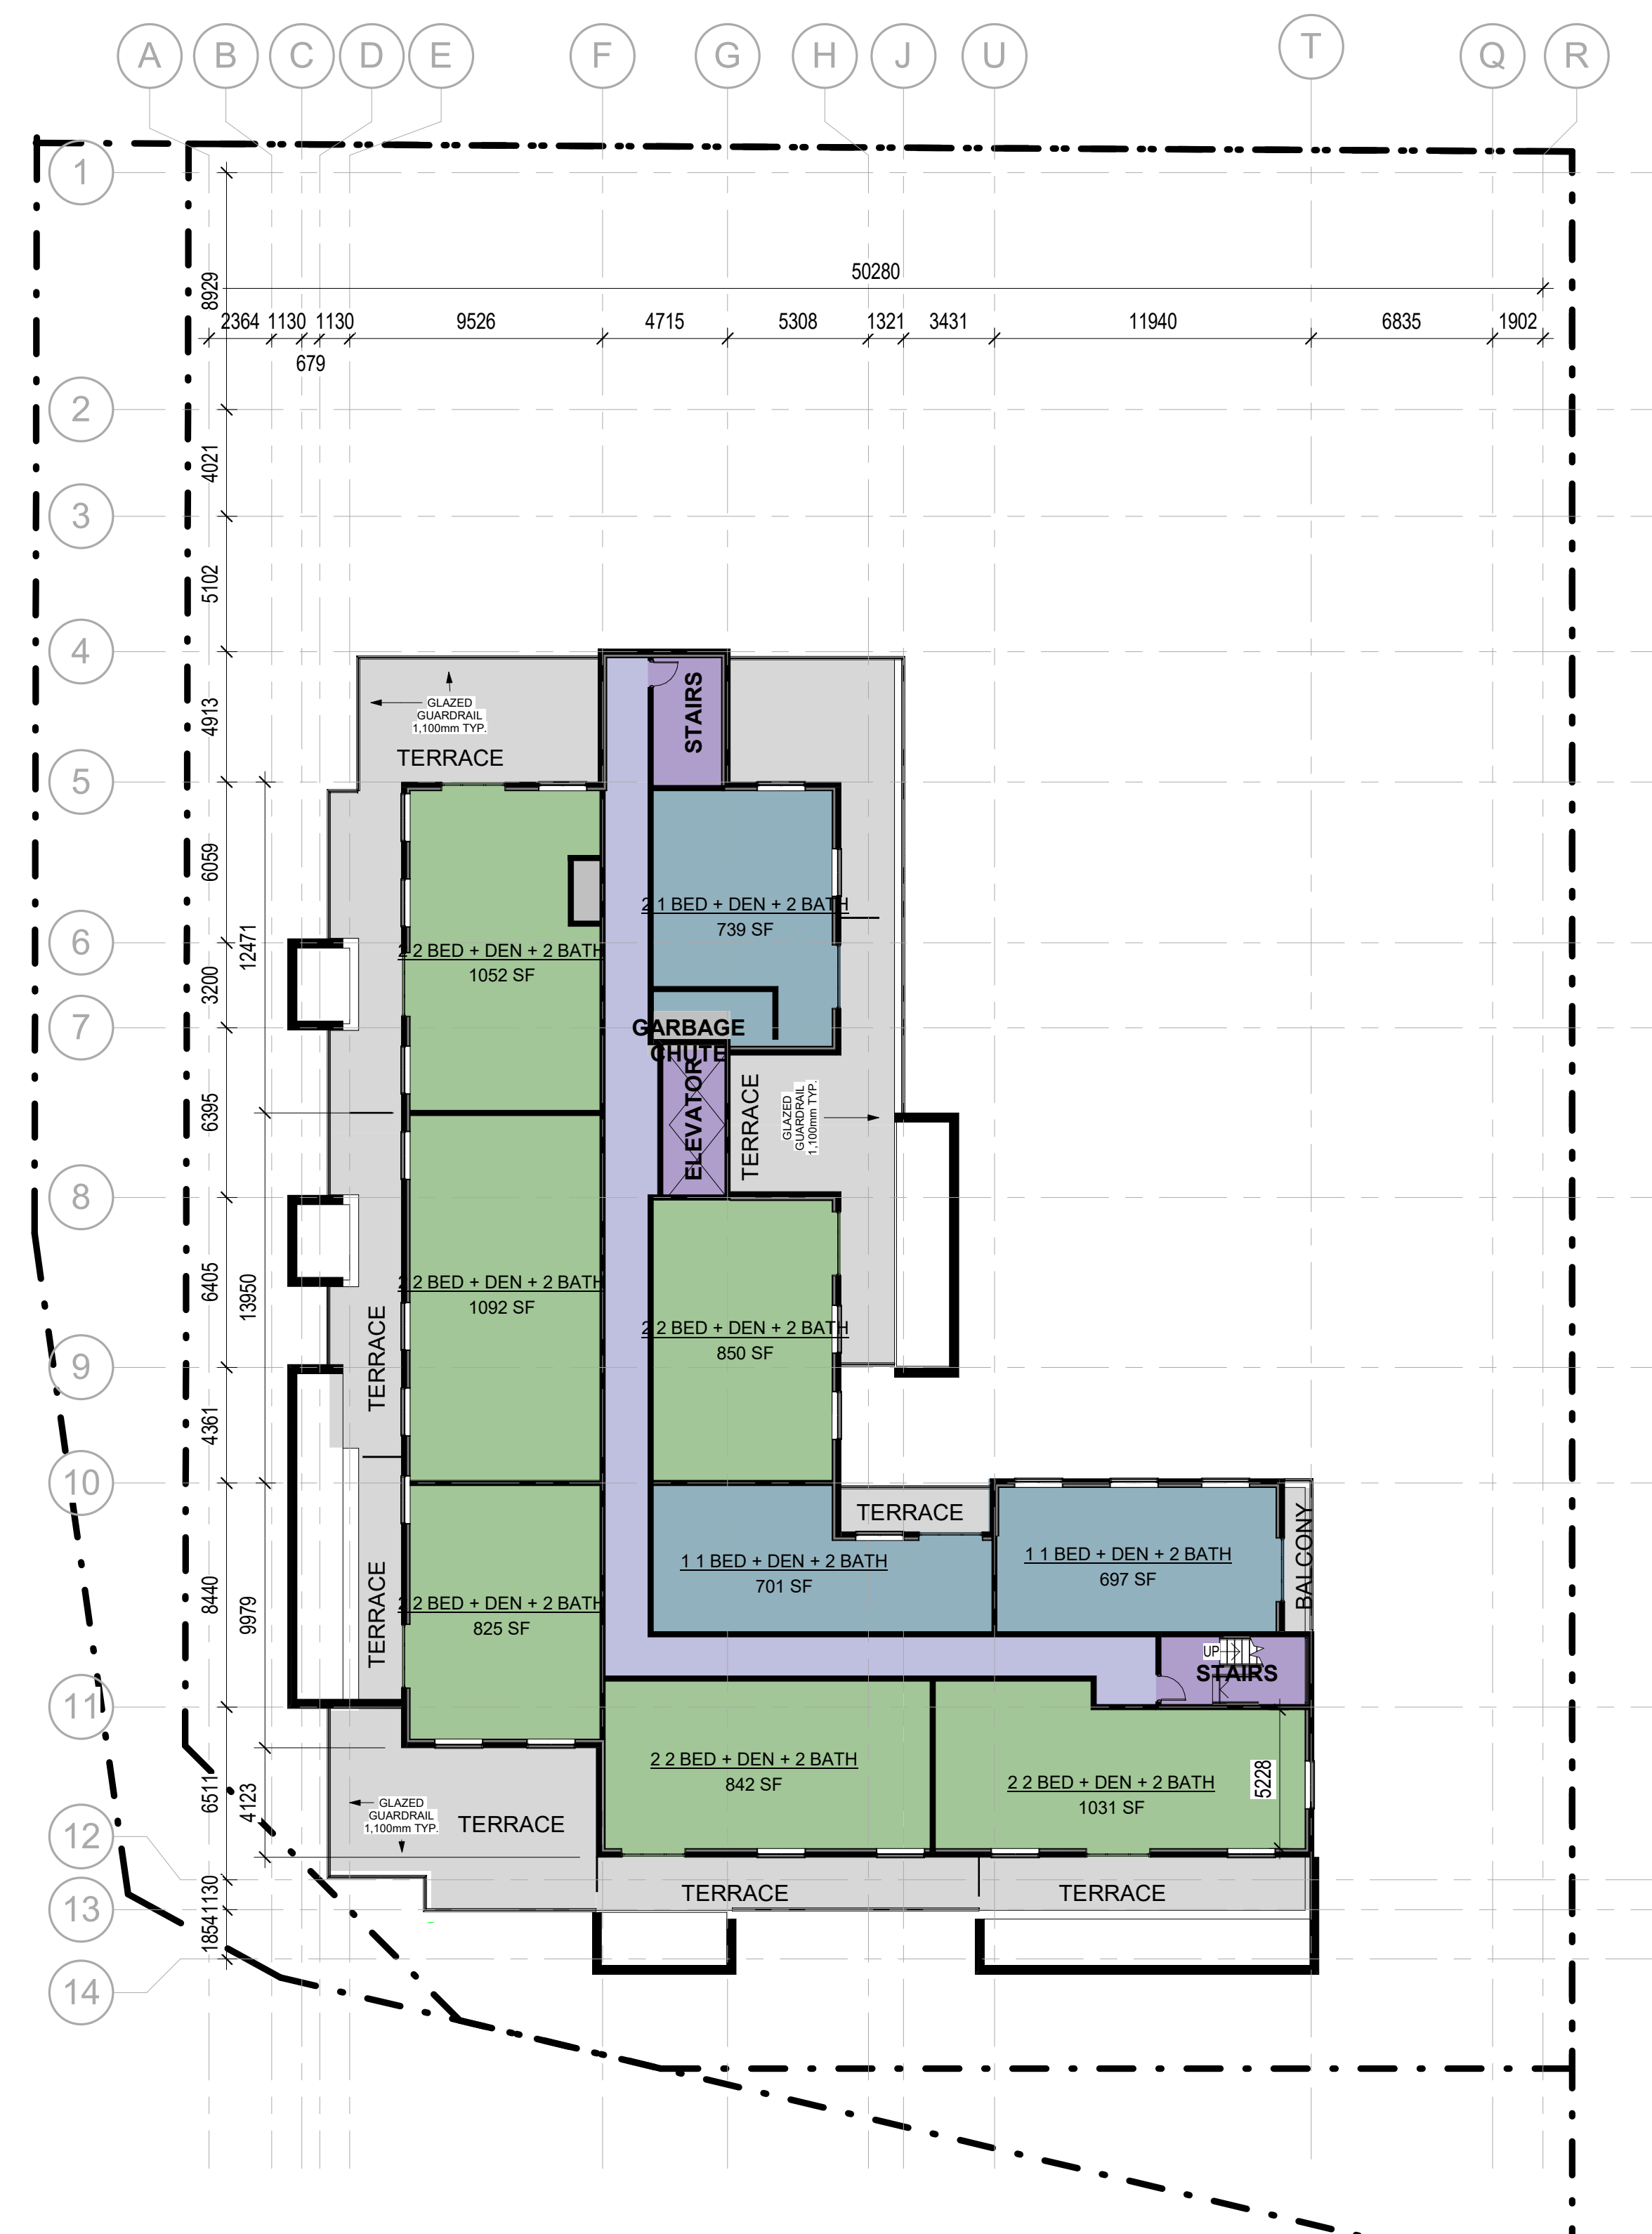 A B C D E F G H J U T Q R
1
50280
8929
2364 1130 1130 9526 4715 5308 1321 3431 11940 6835 1902
679
2
4021
3
5102
4
4913
STAIRS
GLAZED
GUARDRAIL
1,100mm TYP.
TERRACE
5
6059
2 1 BED + DEN + 2 BATH
739 SF
6
12471
2 2 BED + DEN + 2 BATH
1052 SF
3200
7
GARBAGE
CHUTE
ELEVATOR
TERRACE
GLAZED
GUARDRAIL
1,100mm TYP.
6395
8
6405
13950
2 2 BED + DEN + 2 BATH
1092 SF
TERRACE
2 2 BED + DEN + 2 BATH
850 SF
9
4361
10
TERRACE
BALCONY
1 1 BED + DEN + 2 BATH
701 SF
1 1 BED + DEN + 2 BATH
697 SF
8440
9979
TERRACE
2 2 BED + DEN + 2 BATH
825 SF
UP
STAIRS
11
2 2 BED + DEN + 2 BATH
842 SF
2 2 BED + DEN + 2 BATH
1031 SF
5228
6511
4123
GLAZED
GUARDRAIL
1,100mm TYP.
TERRACE
12
1130
TERRACE
TERRACE
13
1854
14